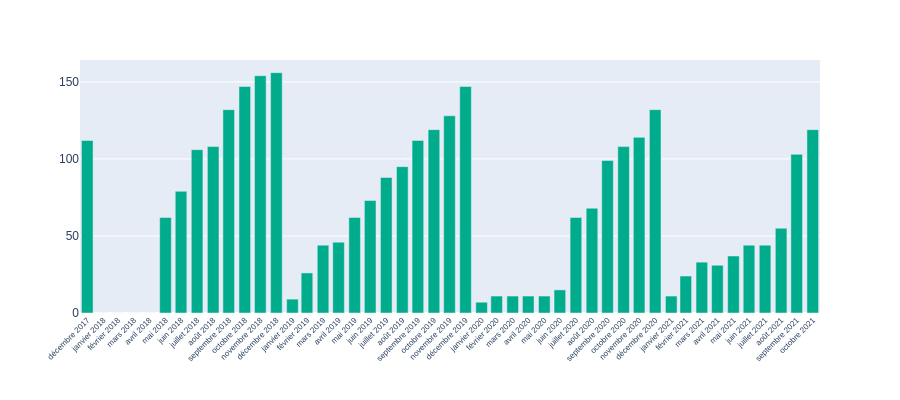 150
100
50
0
décembre 2017
janvier 2018
février 2018
mars 2018
avril 2018
mai 2018
juin 2018
juillet 2018
août 2018
septembre 2018
octobre 2018
novembre 2018
décembre 2018
janvier 2019
février 2019
mars 2019
avril 2019
mai 2019
juin 2019
juillet 2019
août 2019
septembre 2019
octobre 2019
novembre 2019
décembre 2019
janvier 2020
février 2020
mars 2020
avril 2020
mai 2020
juin 2020
juillet 2020
août 2020
septembre 2020
octobre 2020
novembre 2020
décembre 2020
janvier 2021
février 2021
mars 2021
avril 2021
mai 2021
juin 2021
juillet 2021
août 2021
septembre 2021
octobre 2021